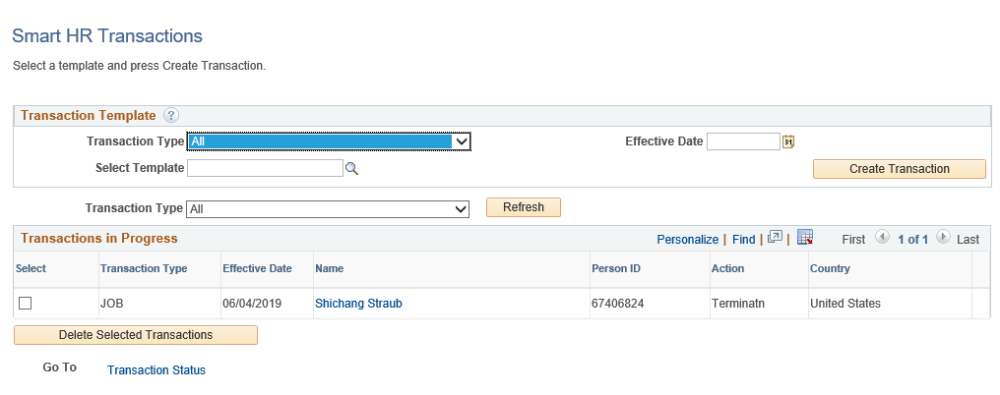 Smart HR Transactions
Select a template and press Create Transaction.
Transaction Template ?
Transaction Type All Effective Date 31
Select Template Create Transaction
Transaction Type All Refresh
Transactions in Progress Personalize | Find | | First 1 of 1 Last
Select Transaction Type Effective Date Name Person ID Action Country
JOB 06/04/2019 Shichang Straub 67406824 Terminatn United States
Delete Selected Transactions
Go To Transaction Status